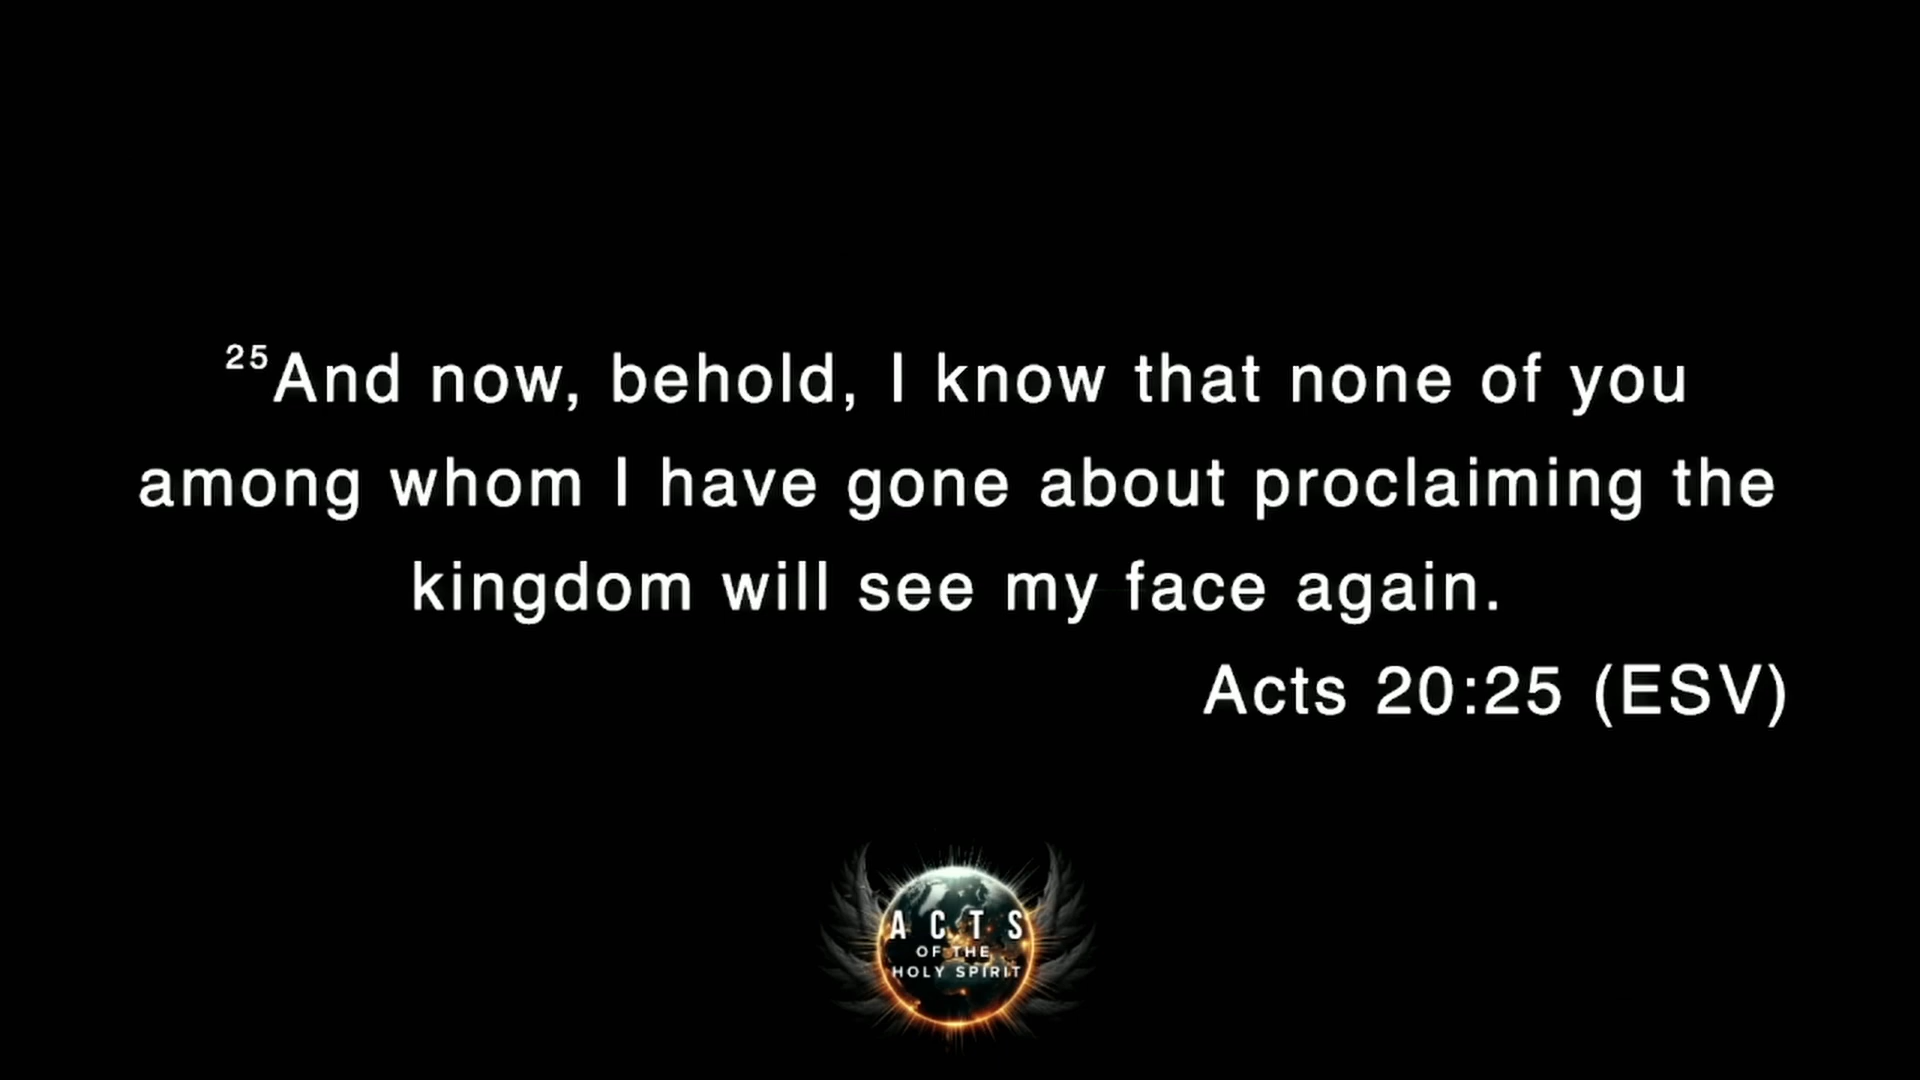 25And now, behold, I know that none of you
among whom I have gone about proclaiming the
kingdom will see my face again.
Acts 20:25 (ESV)
ACTS
OF THE
HOLY SPIRIT